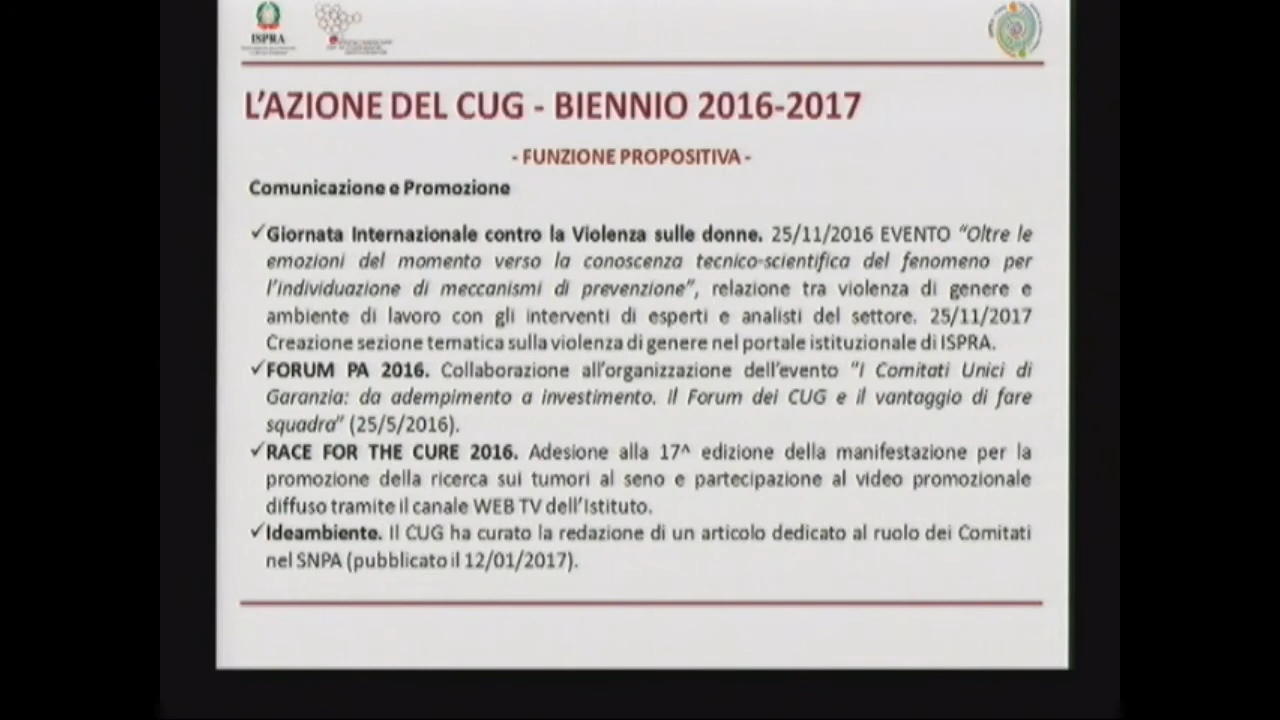 ISPRA
L'AZIONE DEL CUG - BIENNIO 2016-2017
- FUNZIONE PROPOSITIVA -
Comunicazione e Promozione
✓Giornata Internazionale contro la Violenza sulle donne. 25/11/2016 EVENTO "Oltre le
emozioni del momento verso la conoscenza tecnico-scientifica del fenomeno per
l'individuazione di meccanismi di prevenzione", relazione tra violenza di genere e
ambiente di lavoro con gli interventi di esperti e analisti del settore. 25/11/2017
Creazione sezione tematica sulla violenza di genere nel portale istituzionale di ISPRA.
✓FORUM PA 2016. Collaborazione all'organizzazione dell'evento "I Comitati Unici di
Garanzia: da adempimento a investimento. Il Forum dei CUG e il vantaggio di fare
squadra" (25/5/2016).
✓RACE FOR THE CURE 2016. Adesione alla 17^ edizione della manifestazione per la
promozione della ricerca sui tumori al seno e partecipazione al video promozionale
diffuso tramite il canale WEB TV dell'Istituto.
✓Ideambiente. Il CUG ha curato la redazione di un articolo dedicato al ruolo dei Comitati
nel SNPA (pubblicato il 12/01/2017).